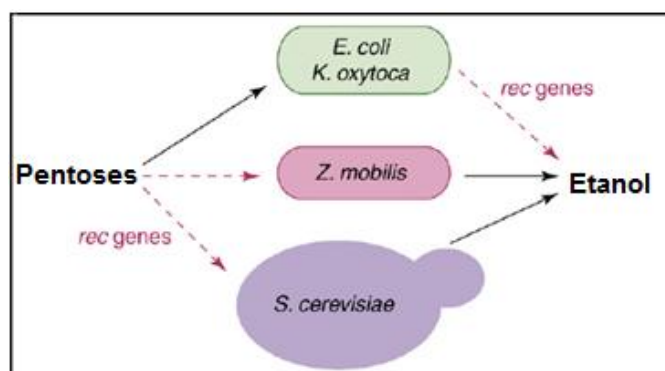 E. coli
K. oxytoca
rec genes
Pentoses
Z. mobilis
Etanol
rec genes
S. cerevisiae